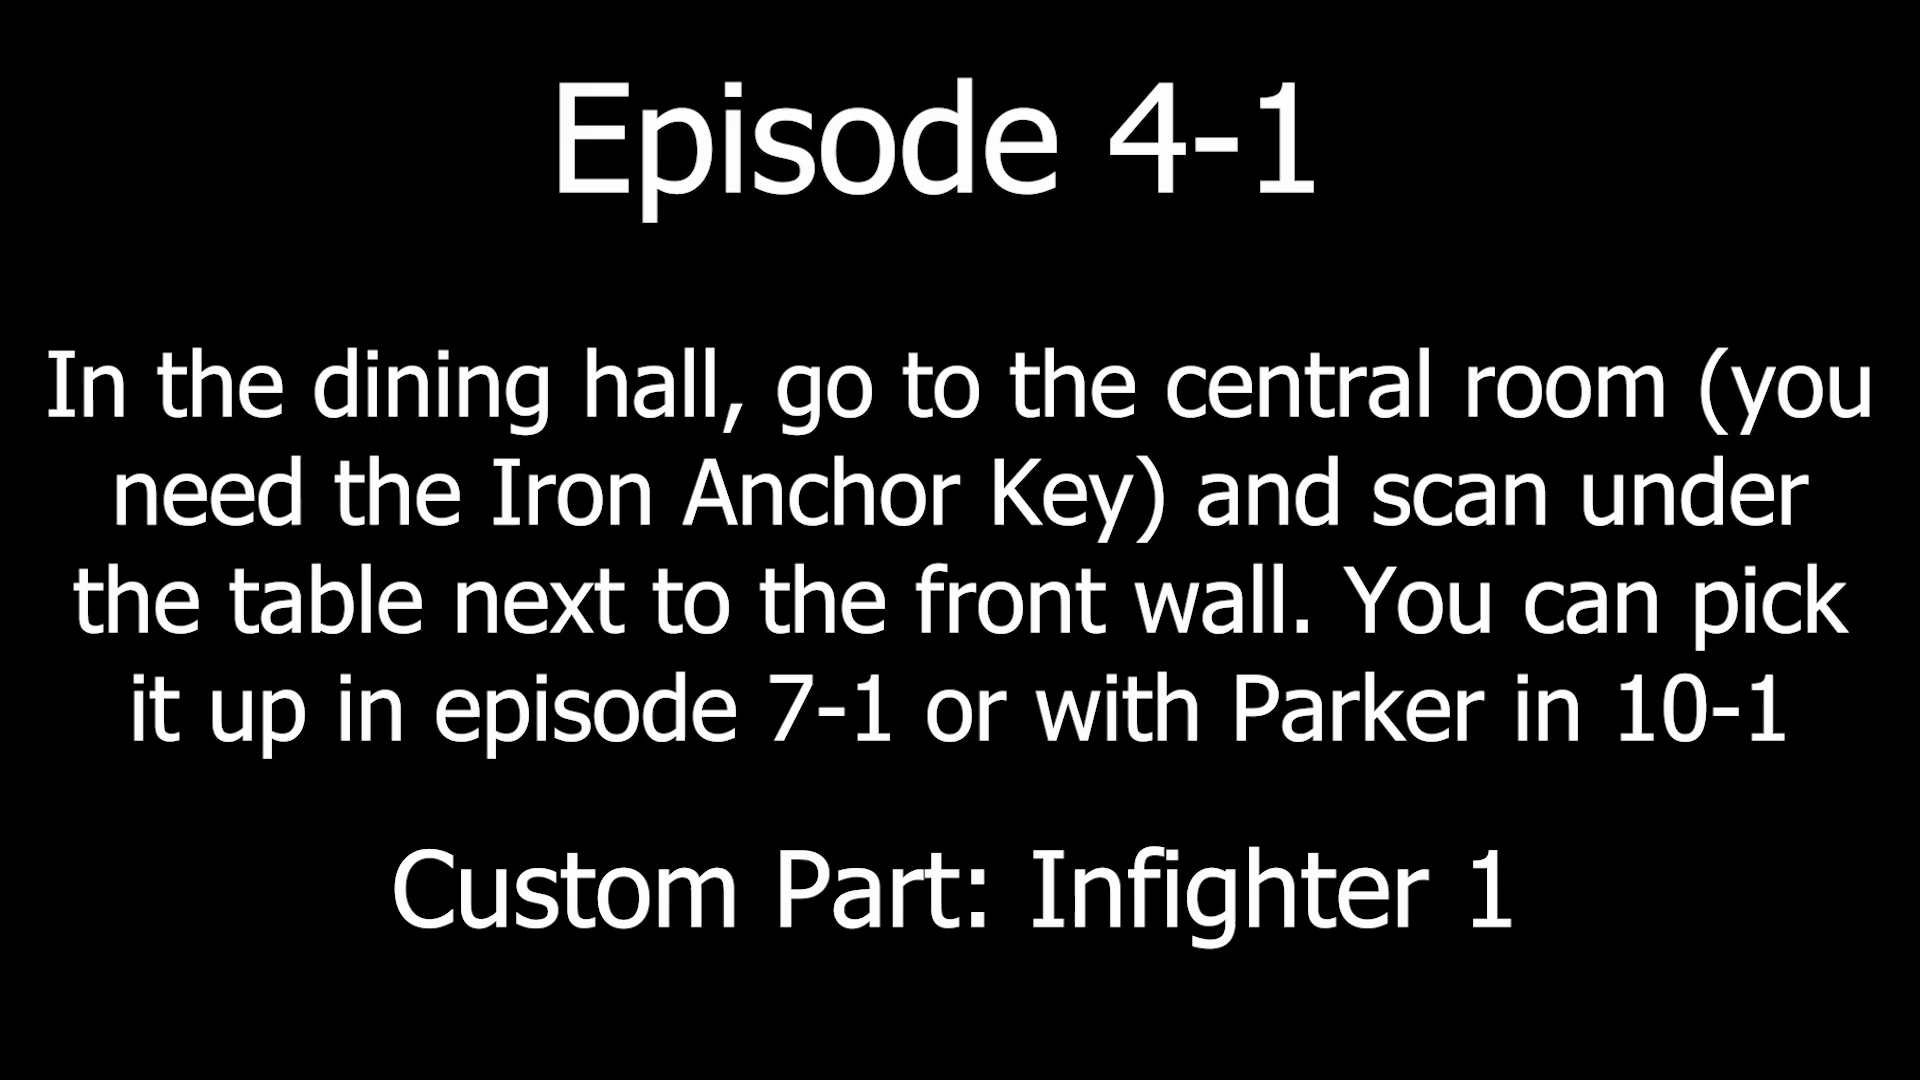 Episode 4-1
In the dining hall, go to the central room (you
need the Iron Anchor Key) and scan under
the table next to the front wall. You can pick
it up in episode 7-1 or with Parker in 10-1
Custom Part: Infighter 1